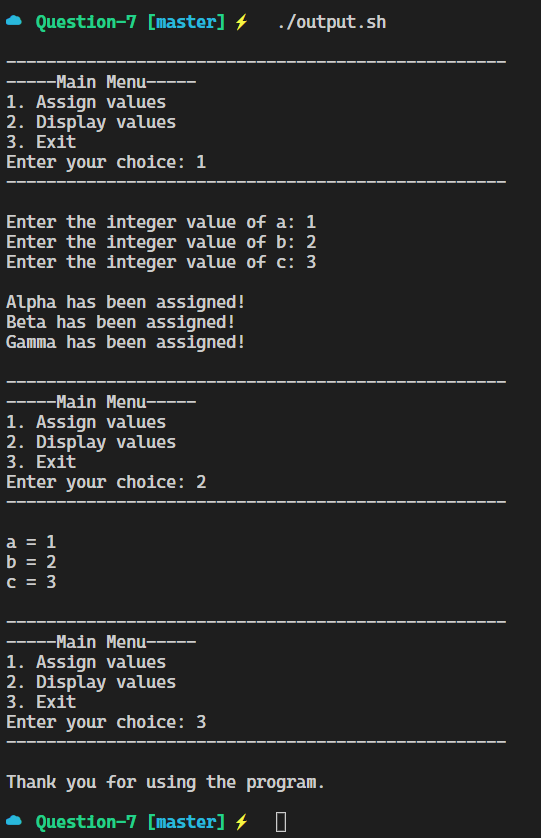 Question-7 [master] ⚡ ./output.sh
--------------------------------------------------
-----Main Menu-----
1. Assign values
2. Display values
3. Exit
Enter your choice: 1
--------------------------------------------------
Enter the integer value of a: 1
Enter the integer value of b: 2
Enter the integer value of c: 3
Alpha has been assigned!
Beta has been assigned!
Gamma has been assigned!
--------------------------------------------------
-----Main Menu-----
1. Assign values
2. Display values
3. Exit
Enter your choice: 2
--------------------------------------------------
a = 1
b = 2
c = 3
--------------------------------------------------
-----Main Menu-----
1. Assign values
2. Display values
3. Exit
Enter your choice: 3
--------------------------------------------------
Thank you for using the program.
Question-7 [master] ⚡